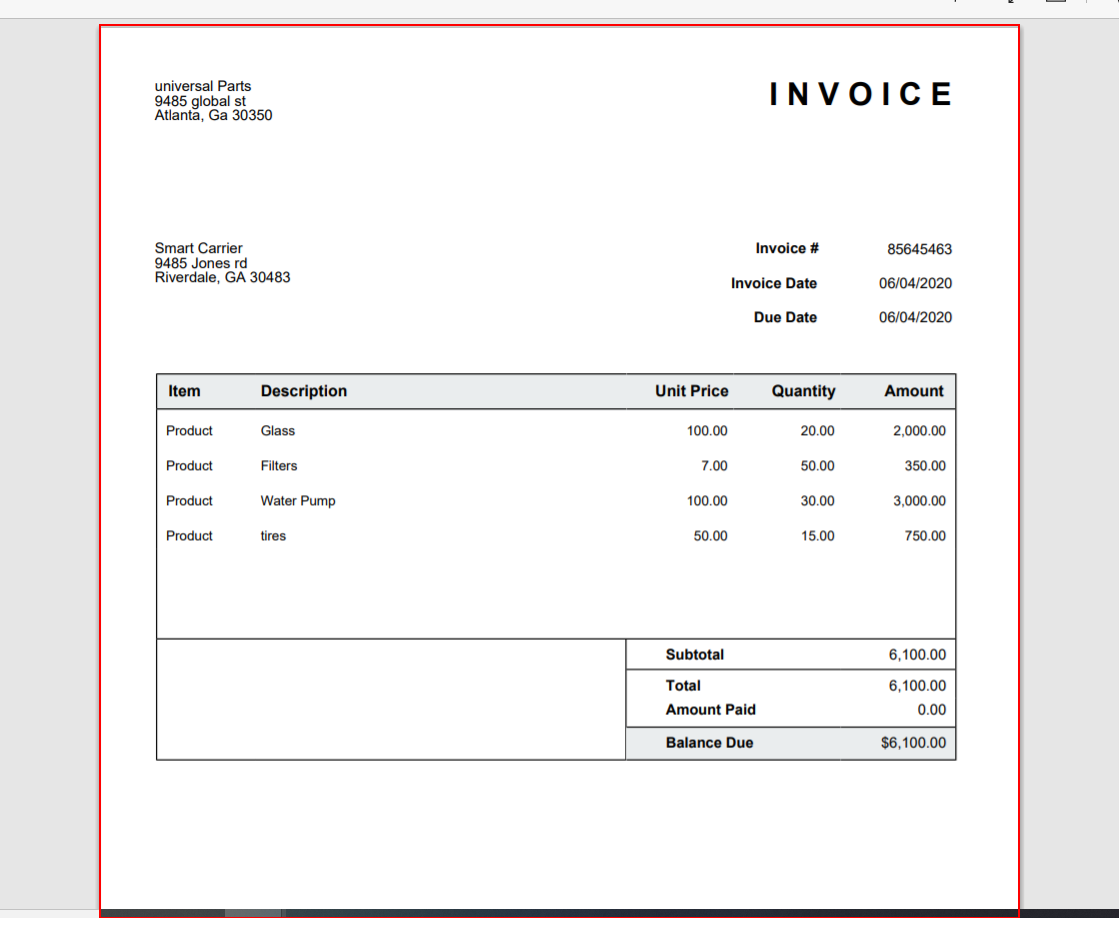 universal Parts
9485 global st
Atlanta, Ga 30350
INVOICE
Smart Carrier
9485 Jones rd
Riverdale, GA 30483
Invoice # 85645463
Invoice Date 06/04/2020
Due Date 06/04/2020
Item Description Unit Price Quantity Amount
Product Glass 100.00 20.00 2,000.00
Product Filters 7.00 50.00 350.00
Product Water Pump 100.00 30.00 3,000.00
Product tires 50.00 15.00 750.00
Subtotal 6,100.00
Total 6,100.00
Amount Paid 0.00
Balance Due $6,100.00